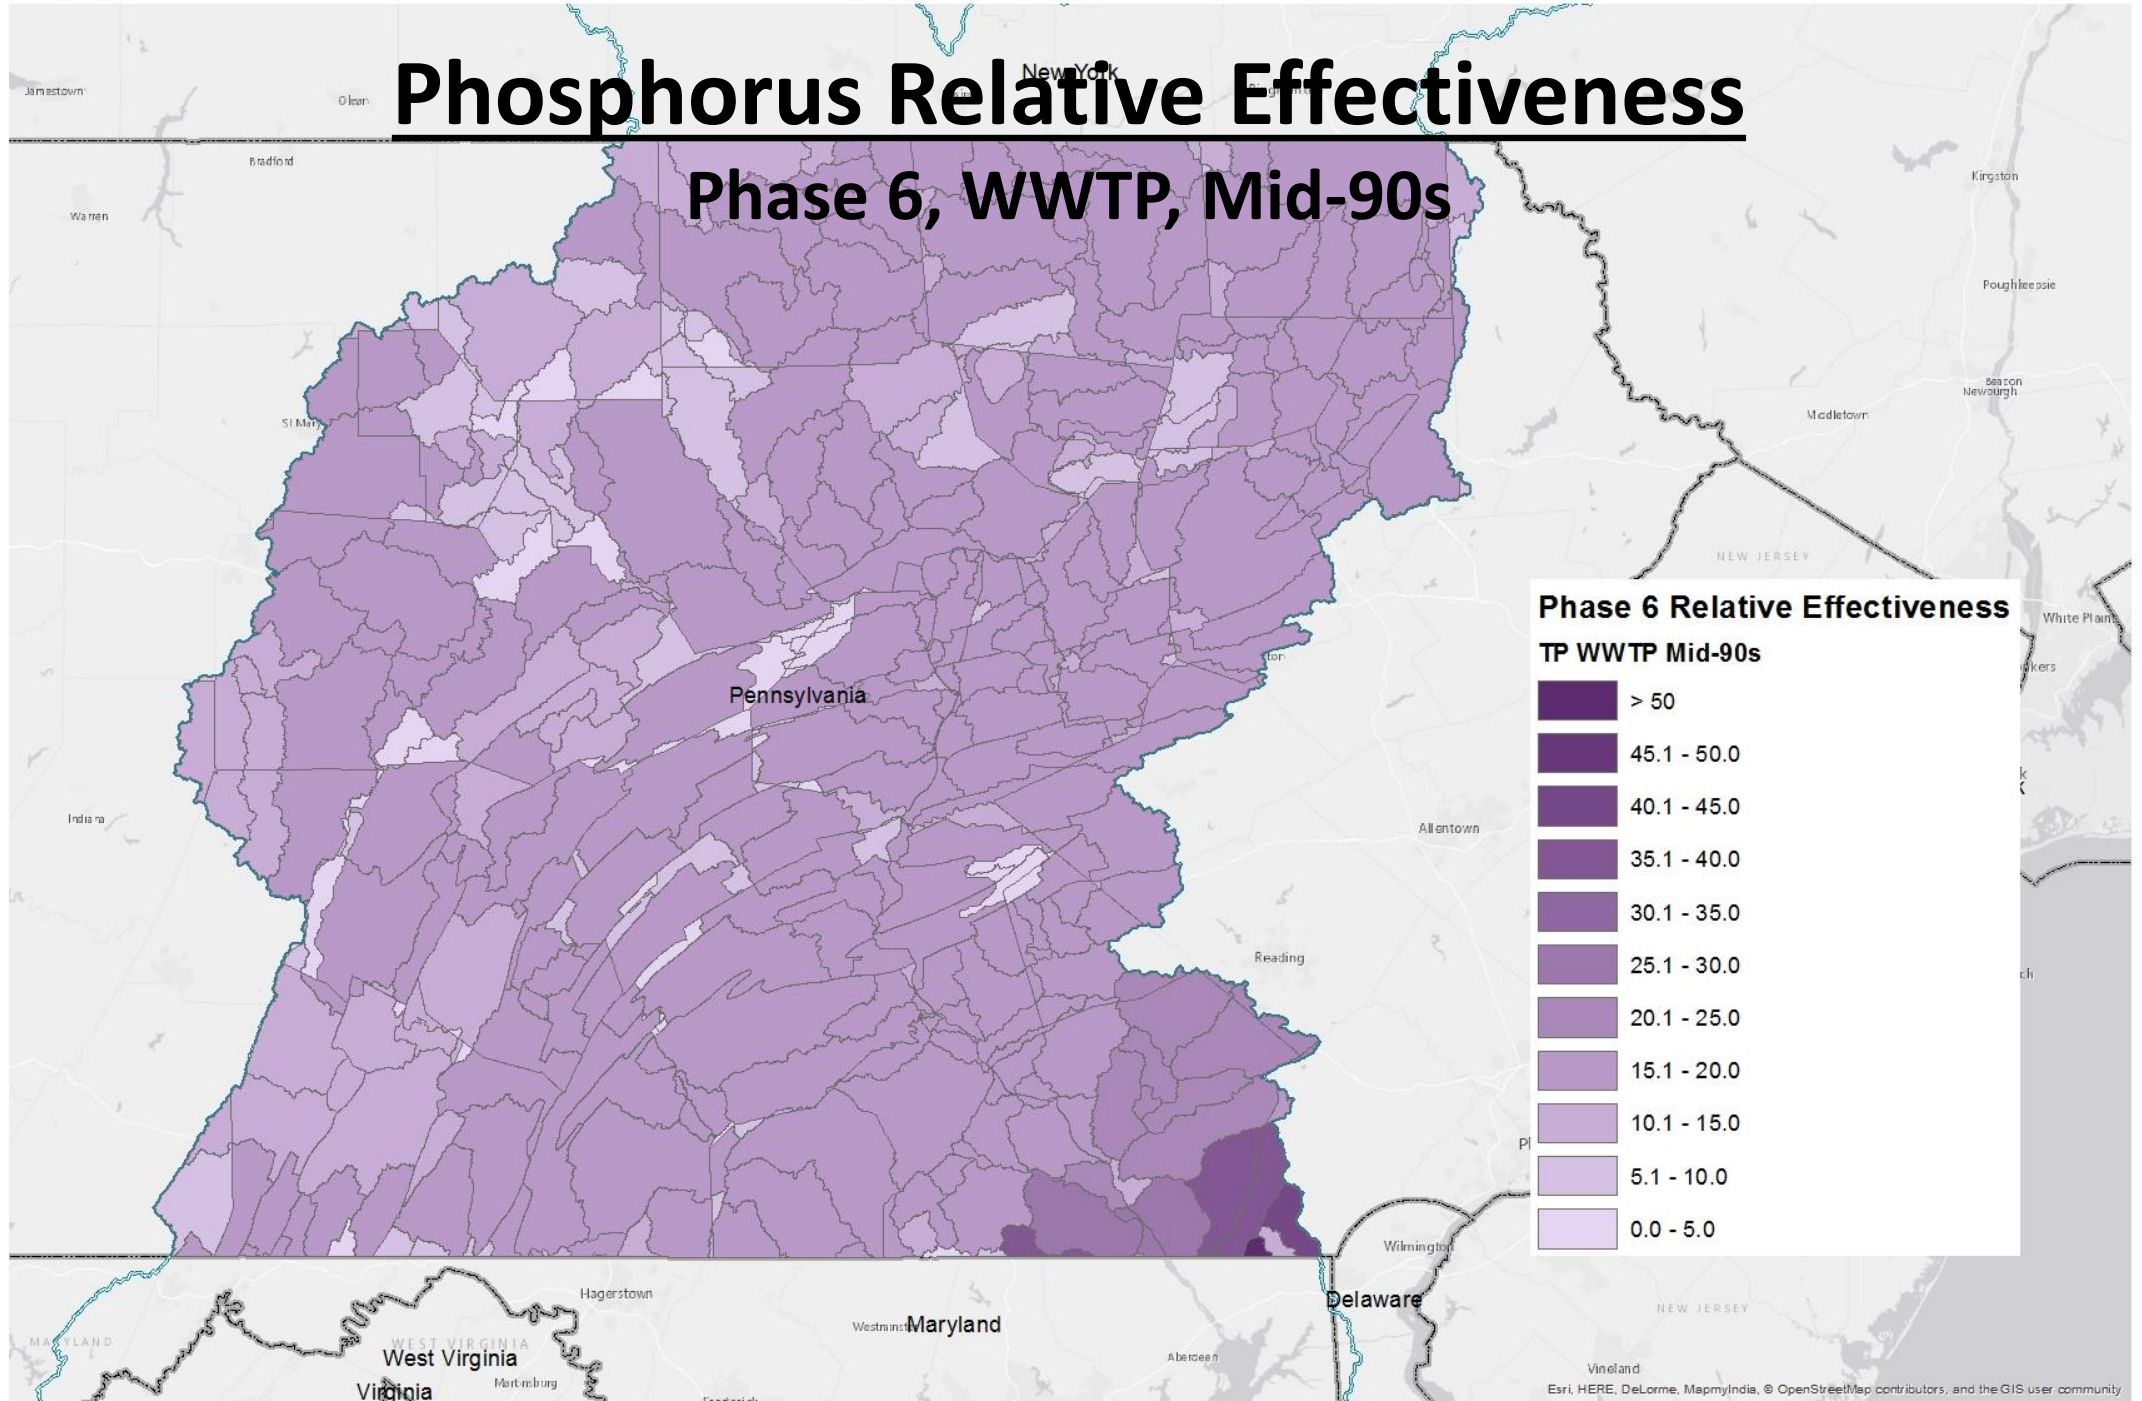 Phosphorus Relative Effectiveness
Phase 6, WWTP, Mid-90s
New York
Jamestown
Olean
Bradford
Warren
Kingston
Poughkeepsie
Beacon
Newburgh
Middletown
St Mary
NEW JERSEY
White Plain
Pennsylvania
Indiana
Allentown
Reading
Phase 6 Relative Effectiveness
TP WWTP Mid-90s
> 50
45.1 - 50.0
40.1 - 45.0
35.1 - 40.0
30.1 - 35.0
25.1 - 30.0
20.1 - 25.0
15.1 - 20.0
10.1 - 15.0
5.1 - 10.0
0.0 - 5.0
Wilmington
Hagerstown
Delaware
NEW JERSEY
Westminster
Maryland
MARYLAND
WEST VIRGINIA
West Virginia
Aberdeen
Vineland
Martinsburg
Virginia
Esri, HERE, DeLorme, MapmyIndia, © OpenStreetMap contributors, and the GIS user community